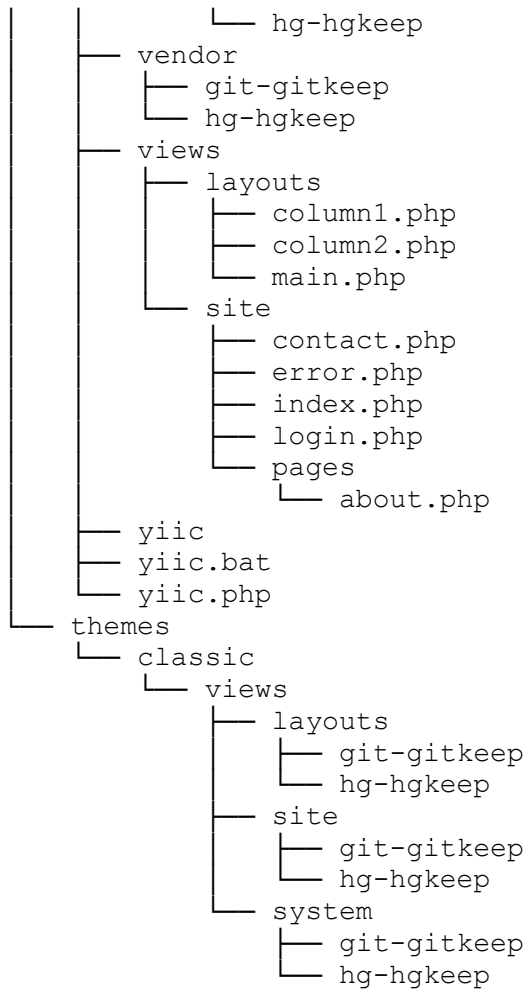 │   │       └── hg-hgkeep
│   ├── vendor
│   │   ├── git-gitkeep
│   │   └── hg-hgkeep
│   ├── views
│   │   ├── layouts
│   │   │   ├── column1.php
│   │   │   ├── column2.php
│   │   │   └── main.php
│   │   └── site
│   │       ├── contact.php
│   │       ├── error.php
│   │       ├── index.php
│   │       ├── login.php
│   │       └── pages
│   │           └── about.php
│   ├── yiic
│   ├── yiic.bat
│   └── yiic.php
└── themes
    └── classic
        └── views
            ├── layouts
            │   ├── git-gitkeep
            │   └── hg-hgkeep
            ├── site
            │   ├── git-gitkeep
            │   └── hg-hgkeep
            └── system
                ├── git-gitkeep
                └── hg-hgkeep